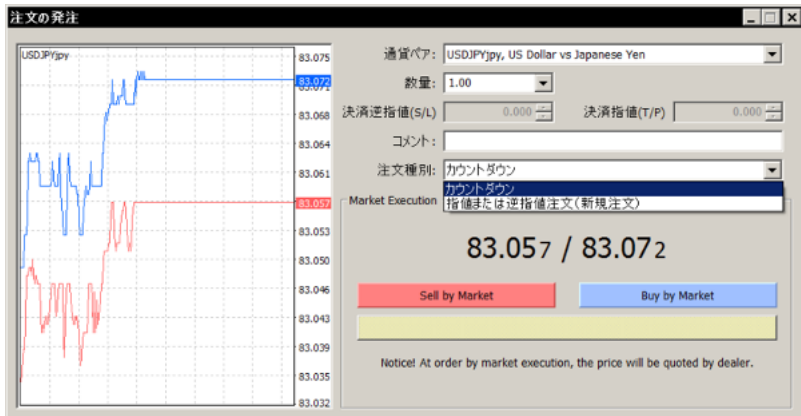 注文の発注
USDJPYjpy
83.075
83.072
83.071
83.068
83.064
83.061
83.057
83.053
83.050
83.046
83.043
83.039
83.035
83.032
通貨ペア: USDJPYjpy, US Dollar vs Japanese Yen
数量: 1.00
決済逆指値(S/L) 0.000 決済指値(T/P) 0.000
コメント:
注文種別: カウントダウン
カウントダウン
指値または逆指値注文(新規注文)
Market Execution
83.057 / 83.072
Sell by Market Buy by Market
Notice! At order by market execution, the price will be quoted by dealer.